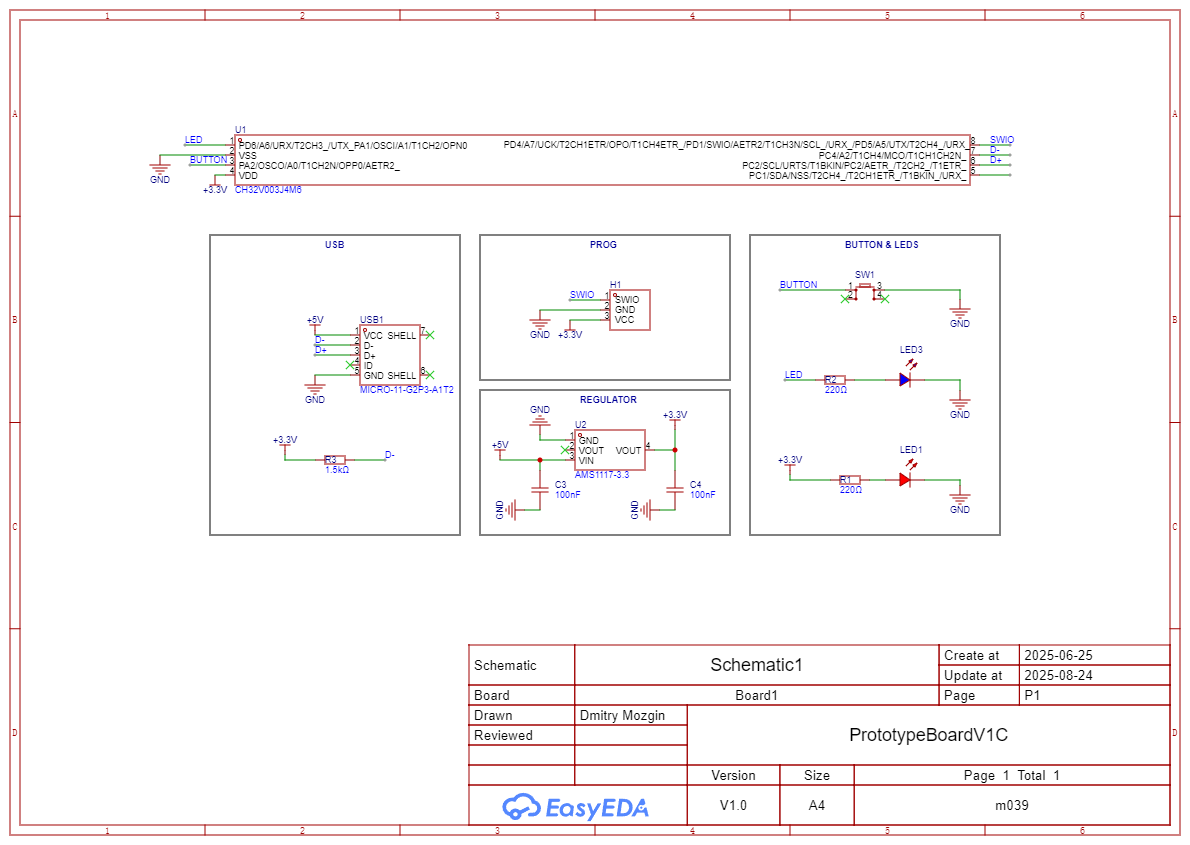 1 2 3 4 5 6
A A
U1
LED 1 PD6/A6/URX/T2CH3_/UTX_PA1/OSCI/A1/T1CH2/OPN0 PD4/A7/UCK/T2CH1ETR/OPO/T1CH4ETR_/PD1/SWIO/AETR2/T1CH3N/SCL_/URX_/PD5/A5/UTX/T2CH4_/URX_ 8 SWIO
2 VSS PC4/A2/T1CH4/MCO/T1CH1CH2N_ 7 D-
BUTTON 3 PA2/OSCO/A0/T1CH2N/OPP0/AETR2_ PC2/SCL/URTS/T1BKIN/PC2/AETR_/T2CH2_/T1ETR_ 6 D+
4 VDD PC1/SDA/NSS/T2CH4_/T2CH1ETR_/T1BKIN_/URX_ 5
GND
+3.3V CH32V003J4M6
B B
USB
+5V USB1
1 VCC SHELL 7
D- 2 D-
D+ 3 D+
4 ID
5 GND SHELL 6
GND
MICRO-11-G2P3-A1T2
+3.3V
R3 D-
1.5kΩ
PROG
H1
SWIO 1 SWIO
2 GND
3 VCC
GND +3.3V
REGULATOR
GND
+3.3V
U2
1 GND
+5V 2 VOUT VOUT 4
3 VIN
AMS1117-3.3
C3
100nF
GND
C4
100nF
GND
BUTTON & LEDS
SW1
BUTTON 1 3
2 4
GND
LED3
LED R2
220Ω
GND
LED1
+3.3V
R1
220Ω
GND
C C
D D
Schematic Schematic1 Create at 2025-06-25
Update at 2025-08-24
Board Board1 Page P1
Drawn Dmitry Mozgin
Reviewed
PrototypeBoardV1C
Version Size Page 1 Total 1
EasyEDA V1.0 A4 m039
1 2 3 4 5 6